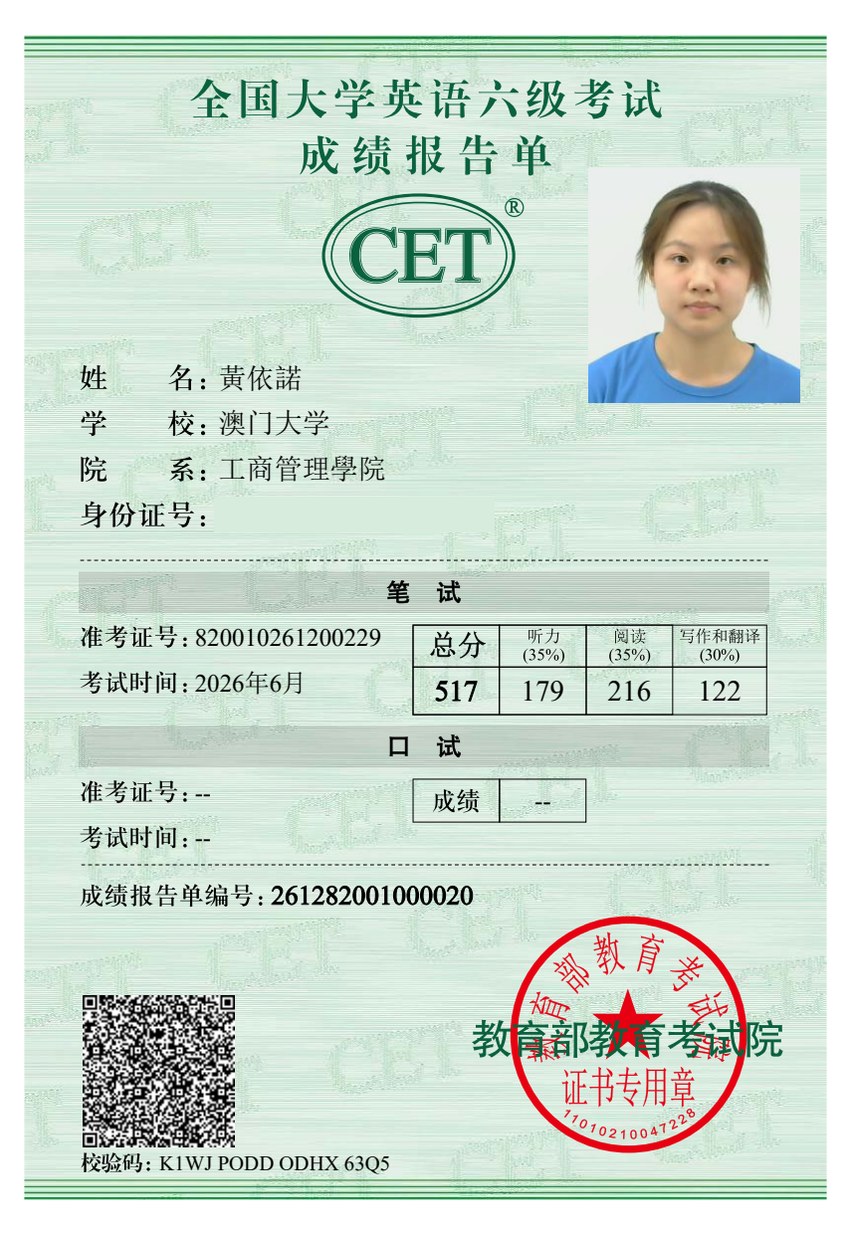 全国大学英语六级考试
成绩报告单
CET®
姓 名：黃依諾
学 校：澳门大学
院 系：工商管理學院
身份证号：
笔 试
准考证号：820010261200229
考试时间：2026年6月
总分 听力(35%) 阅读(35%) 写作和翻译(30%)
517 179 216 122
口 试
准考证号：--
考试时间：--
成绩 --
成绩报告单编号：261282001000020
教育部教育考试院
教育部教育考试院
证书专用章
11010210047228
校验码：K1WJ PODD ODHX 63Q5